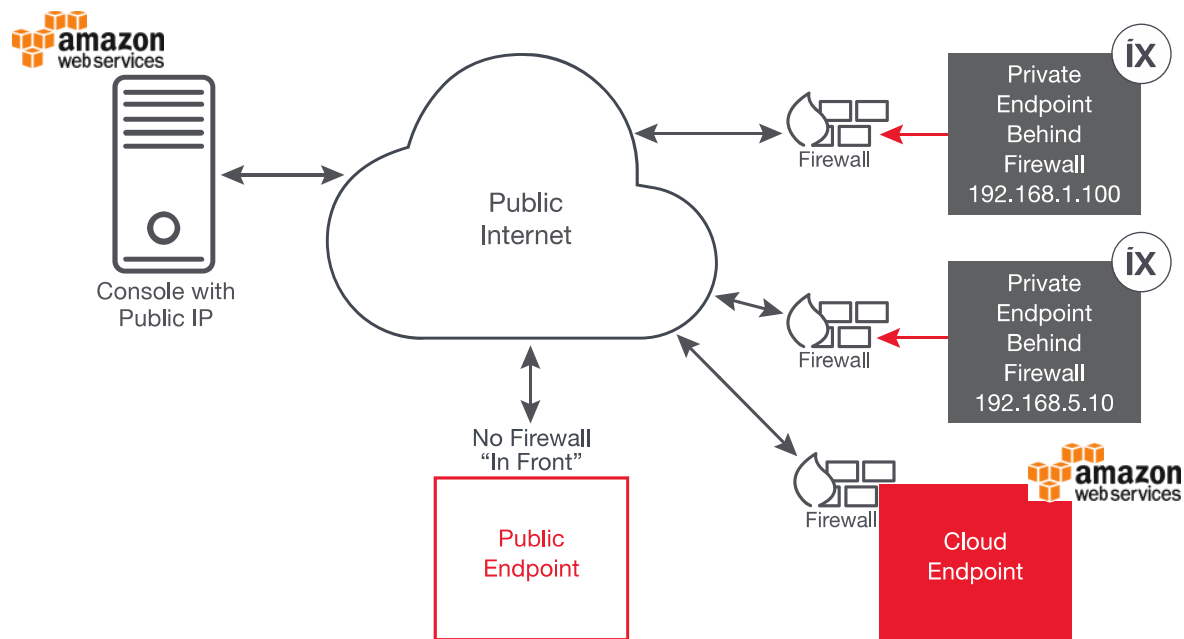 amazon
web services
Console with
Public IP
Public
Internet
Firewall
ix
Private
Endpoint
Behind
Firewall
192.168.1.100
Firewall
ix
Private
Endpoint
Behind
Firewall
192.168.5.10
No Firewall
“In Front”
Public
Endpoint
Firewall
amazon
web services
Cloud
Endpoint